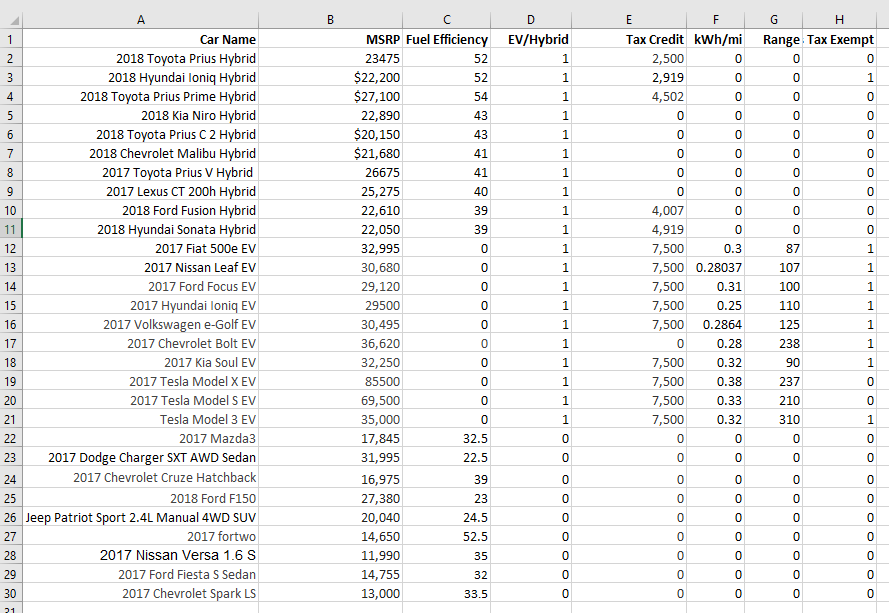 A B C D E F G H
1 Car Name MSRP Fuel Efficiency EV/Hybrid Tax Credit kWh/mi Range Tax Exempt
2 2018 Toyota Prius Hybrid 23475 52 1 2,500 0 0 0
3 2018 Hyundai Ioniq Hybrid $22,200 52 1 2,919 0 0 1
4 2018 Toyota Prius Prime Hybrid $27,100 54 1 4,502 0 0 0
5 2018 Kia Niro Hybrid 22,890 43 1 0 0 0 0
6 2018 Toyota Prius C 2 Hybrid $20,150 43 1 0 0 0 0
7 2018 Chevrolet Malibu Hybrid $21,680 41 1 0 0 0 0
8 2017 Toyota Prius V Hybrid 26675 41 1 0 0 0 0
9 2017 Lexus CT 200h Hybrid 25,275 40 1 0 0 0 0
10 2018 Ford Fusion Hybrid 22,610 39 1 4,007 0 0 0
11 2018 Hyundai Sonata Hybrid 22,050 39 1 4,919 0 0 0
12 2017 Fiat 500e EV 32,995 0 1 7,500 0.3 87 1
13 2017 Nissan Leaf EV 30,680 0 1 7,500 0.28037 107 1
14 2017 Ford Focus EV 29,120 0 1 7,500 0.31 100 1
15 2017 Hyundai Ioniq EV 29500 0 1 7,500 0.25 110 1
16 2017 Volkswagen e-Golf EV 30,495 0 1 7,500 0.2864 125 1
17 2017 Chevrolet Bolt EV 36,620 0 1 0 0.28 238 1
18 2017 Kia Soul EV 32,250 0 1 7,500 0.32 90 1
19 2017 Tesla Model X EV 85500 0 1 7,500 0.38 237 0
20 2017 Tesla Model S EV 69,500 0 1 7,500 0.33 210 0
21 Tesla Model 3 EV 35,000 0 1 7,500 0.32 310 1
22 2017 Mazda3 17,845 32.5 0 0 0 0 0
23 2017 Dodge Charger SXT AWD Sedan 31,995 22.5 0 0 0 0 0
24 2017 Chevrolet Cruze Hatchback 16,975 39 0 0 0 0 0
25 2018 Ford F150 27,380 23 0 0 0 0 0
26 Jeep Patriot Sport 2.4L Manual 4WD SUV 20,040 24.5 0 0 0 0 0
27 2017 fortwo 14,650 52.5 0 0 0 0 0
28 2017 Nissan Versa 1.6 S 11,990 35 0 0 0 0 0
29 2017 Ford Fiesta S Sedan 14,755 32 0 0 0 0 0
30 2017 Chevrolet Spark LS 13,000 33.5 0 0 0 0 0